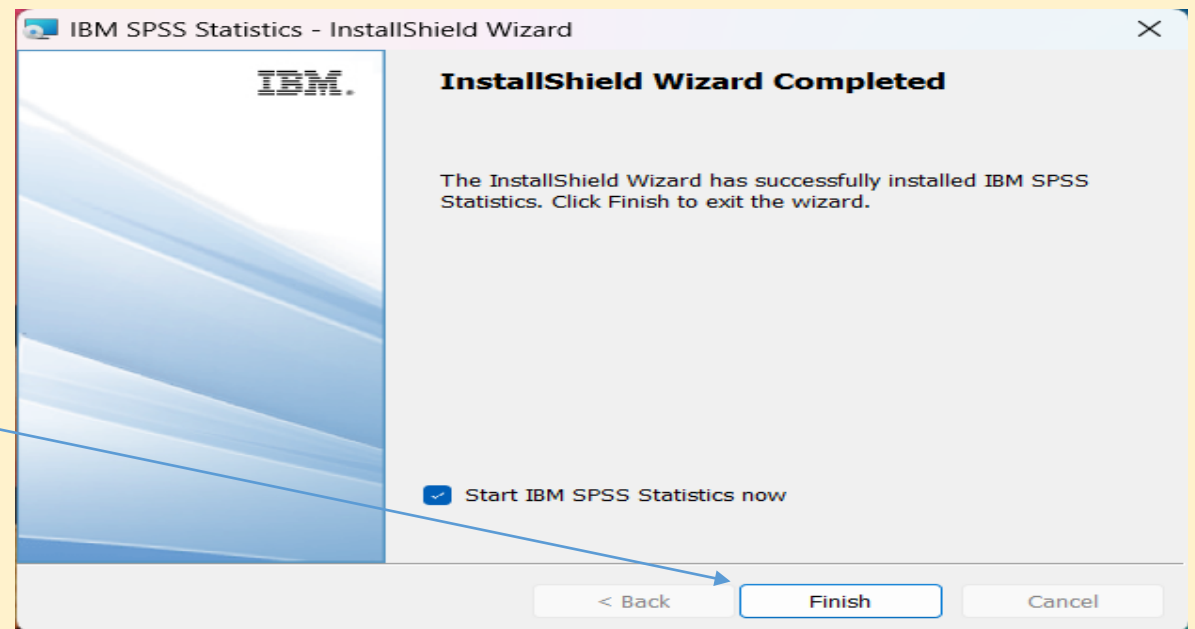 IBM SPSS Statistics - InstallShield Wizard
IBM.
InstallShield Wizard Completed
The InstallShield Wizard has successfully installed IBM SPSS
Statistics. Click Finish to exit the wizard.
Start IBM SPSS Statistics now
< Back
Finish
Cancel